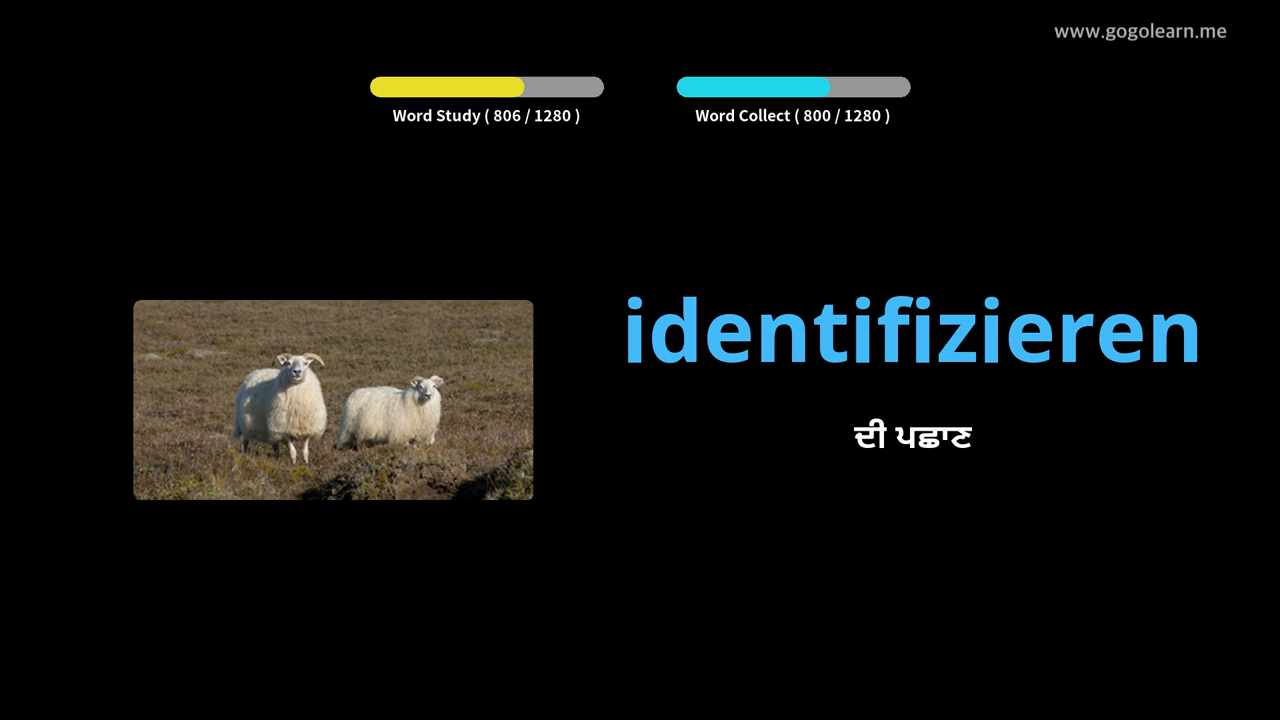 www.gogolearn.me
Word Study ( 806 / 1280 )
Word Collect ( 800 / 1280 )
identifizieren
ਦੀ ਪਛਾਣ